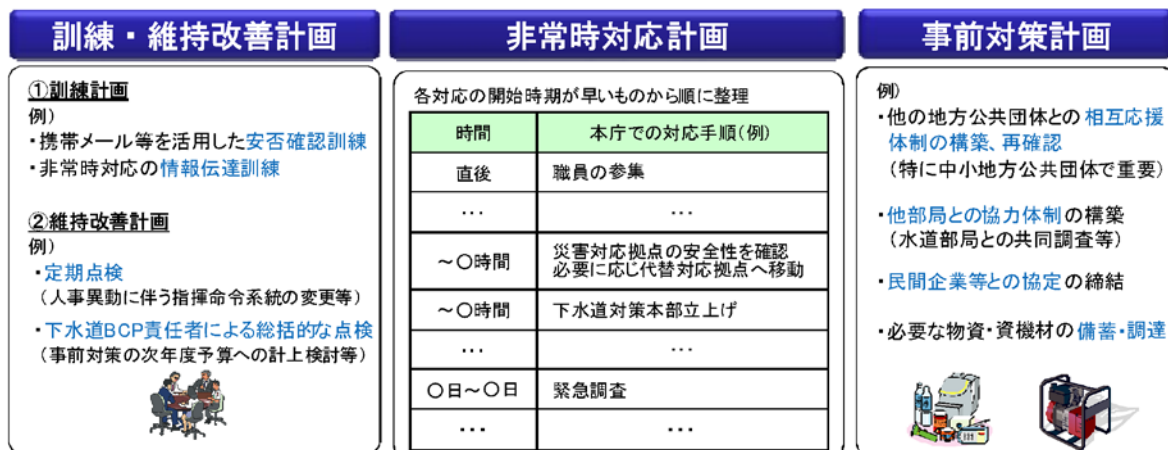 訓練・維持改善計画
①訓練計画
例)
・携帯メール等を活用した安否確認訓練
・非常時対応の情報伝達訓練
②維持改善計画
例)
・定期点検
(人事異動に伴う指揮命令系統の変更等)
・下水道BCP責任者による総括的な点検
(事前対策の次年度予算への計上検討等)
非常時対応計画
各対応の開始時期が早いものから順に整理
時間 本庁での対応手順(例)
直後 職員の参集
… …
～〇時間 災害対応拠点の安全性を確認
必要に応じ代替対応拠点へ移動
～〇時間 下水道対策本部立上げ
… …
〇日～〇日 緊急調査
… …
事前対策計画
例)
・他の地方公共団体との相互応援
体制の構築、再確認
(特に中小地方公共団体で重要)
・他部局との協力体制の構築
(水道部局との共同調査等)
・民間企業等との協定の締結
・必要な物資・資機材の備蓄・調達